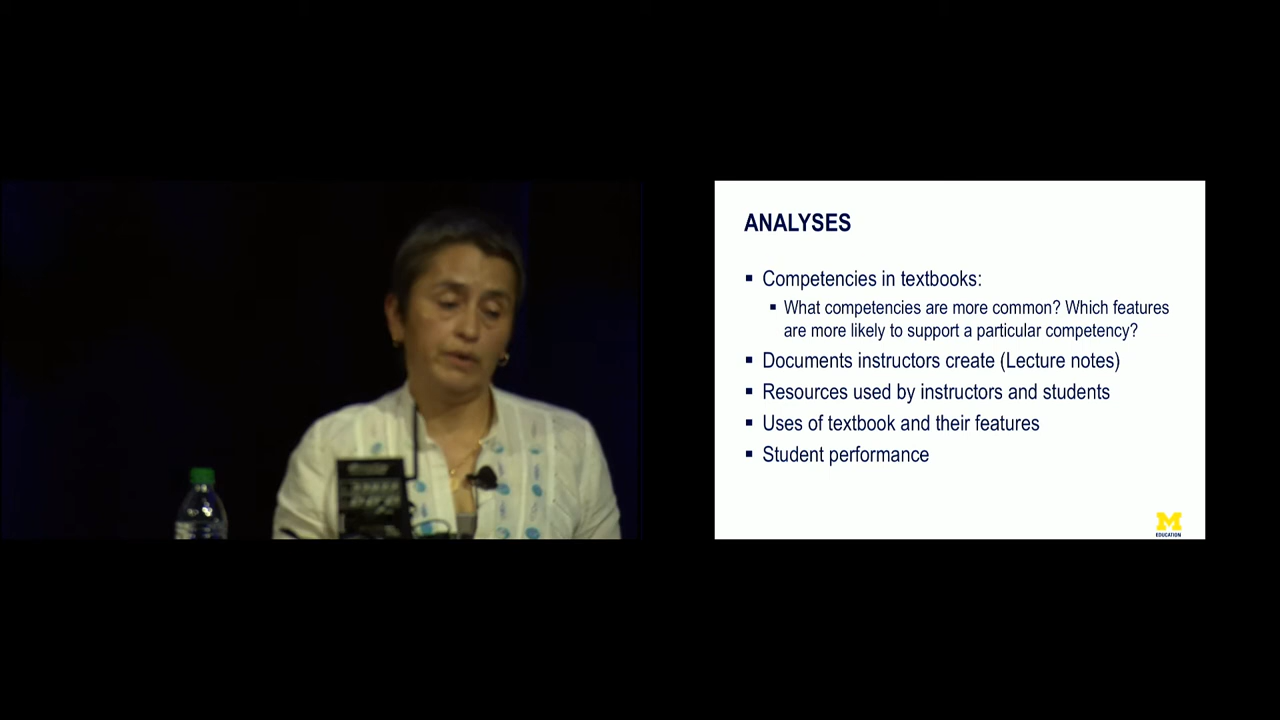 ANALYSES
▪ Competencies in textbooks:
▪ What competencies are more common? Which features
are more likely to support a particular competency?
▪ Documents instructors create (Lecture notes)
▪ Resources used by instructors and students
▪ Uses of textbook and their features
▪ Student performance
M
EDUCATION